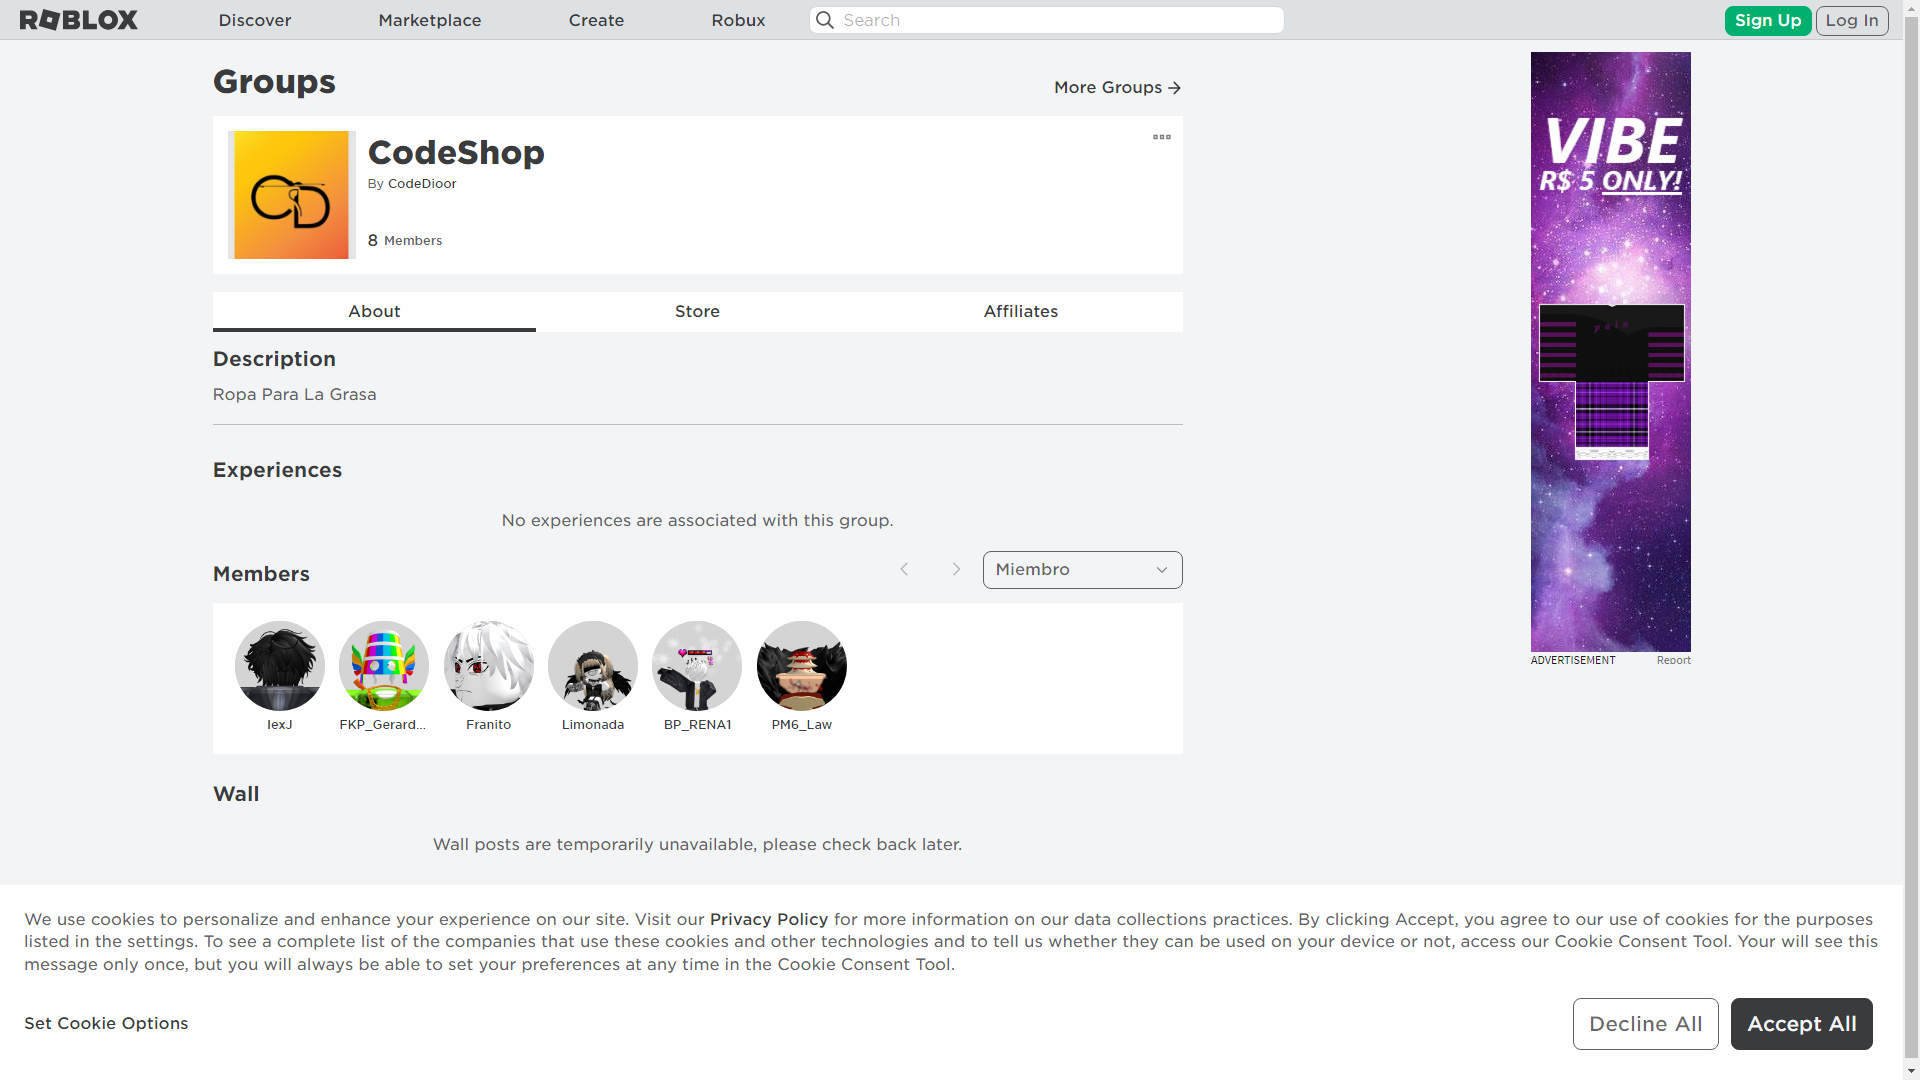 ROBLOX
Discover
Marketplace
Create
Robux
Search
Sign Up
Log In
Groups
More Groups
CodeShop
By CodeDioor
8 Members
CD
VIBE
R$ 5 ONLY!
pain
ADVERTISEMENT
Report
About
Store
Affiliates
Description
Ropa Para La Grasa
Experiences
No experiences are associated with this group.
Members
Miembro
IexJ
FKP_Gerard...
Franito
Limonada
BP_RENA1
PM6_Law
Wall
Wall posts are temporarily unavailable, please check back later.
We use cookies to personalize and enhance your experience on our site. Visit our Privacy Policy for more information on our data collections practices. By clicking Accept, you agree to our use of cookies for the purposes
listed in the settings. To see a complete list of the companies that use these cookies and other technologies and to tell us whether they can be used on your device or not, access our Cookie Consent Tool. Your will see this
message only once, but you will always be able to set your preferences at any time in the Cookie Consent Tool.
Set Cookie Options
Decline All
Accept All